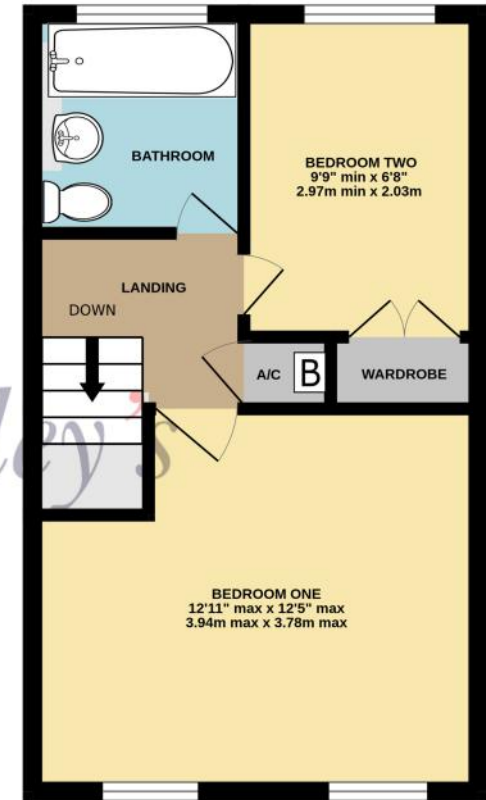 BATHROOM
BEDROOM TWO
9'9" min x 6'8"
2.97m min x 2.03m
LANDING
DOWN
A/C
B
WARDROBE
ley's
BEDROOM ONE
12'11" max x 12'5" max
3.94m max x 3.78m max